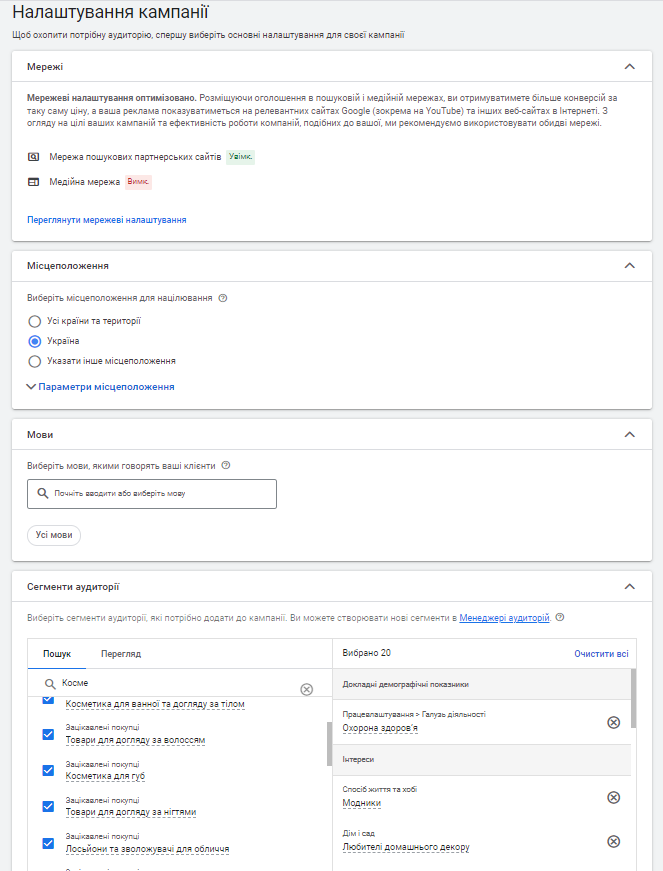 Налаштування кампанії
Щоб охопити потрібну аудиторію, спершу виберіть основні налаштування для своєї кампанії
Мережі
Мережеві налаштування оптимізовано. Розміщуючи оголошення в пошуковій і медійній мережах, ви отримуватимете більше конверсій за
таку саму ціну, а ваша реклама показуватиметься на релевантних сайтах Google (зокрема на YouTube) та інших веб-сайтах в Інтернеті. З
огляду на цілі ваших кампаній та ефективність роботи компаній, подібних до вашої, ми рекомендуємо використовувати обидві мережі.
Мережа пошукових партнерських сайтів Увімк.
Медійна мережа Вимк.
Переглянути мережеві налаштування
Місцеположення
Виберіть місцеположення для націлювання
Усі країни та території
Україна
Указати інше місцеположення
Параметри місцеположення
Мови
Виберіть мови, якими говорять ваші клієнти
Почніть вводити або виберіть мову
Усі мови
Сегменти аудиторії
Виберіть сегменти аудиторії, які потрібно додати до кампанії. Ви можете створювати нові сегменти в Менеджері аудиторій.
Пошук Перегляд
Косме
Косметика для ванної та догляду за тілом
Зацікавлені покупці
Товари для догляду за волоссям
Зацікавлені покупці
Косметика для губ
Зацікавлені покупці
Товари для догляду за нігтями
Зацікавлені покупці
Лосьйони та зволожувачі для обличчя
Вибрано 20 Очистити всі
Докладні демографічні показники
Працевлаштування > Галузь діяльності
Охорона здоров'я
Інтереси
Спосіб життя та хобі
Модники
Дім і сад
Любителі домашнього декору